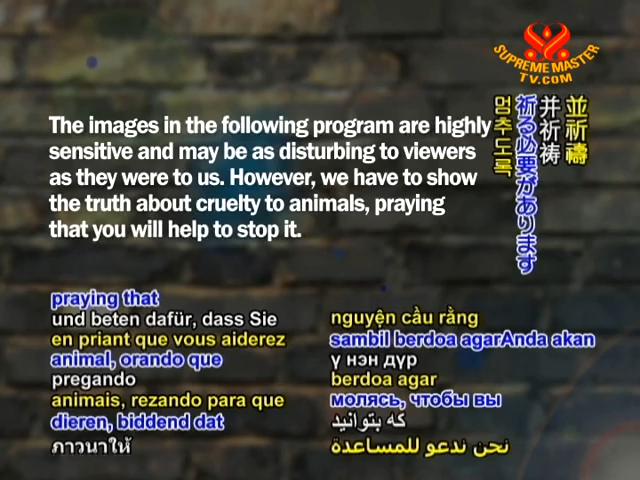 SUPREME MASTER
TV.COM
The images in the following program are highly
sensitive and may be as disturbing to viewers
as they were to us. However, we have to show
the truth about cruelty to animals, praying
that you will help to stop it.
並祈禱
并祈祷
祈る必要があります
멈추도록
praying that
und beten dafür, dass Sie
en priant que vous aiderez
animal, orando que
pregando
animais, rezando para que
dieren, biddend dat
ภาวนาให้
nguyện cầu rằng
sambil berdoa agarAnda akan
ү нэн дүр
berdoa agar
молясь, чтобы вы
که بتوانید
نحن ندعو للمساعدة